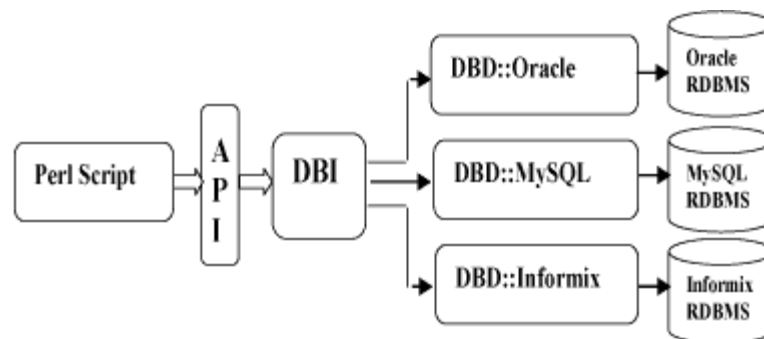 Perl Script
A
P
I
DBI
DBD::Oracle
Oracle
RDBMS
DBD::MySQL
MySQL
RDBMS
DBD::Informix
Informix
RDBMS